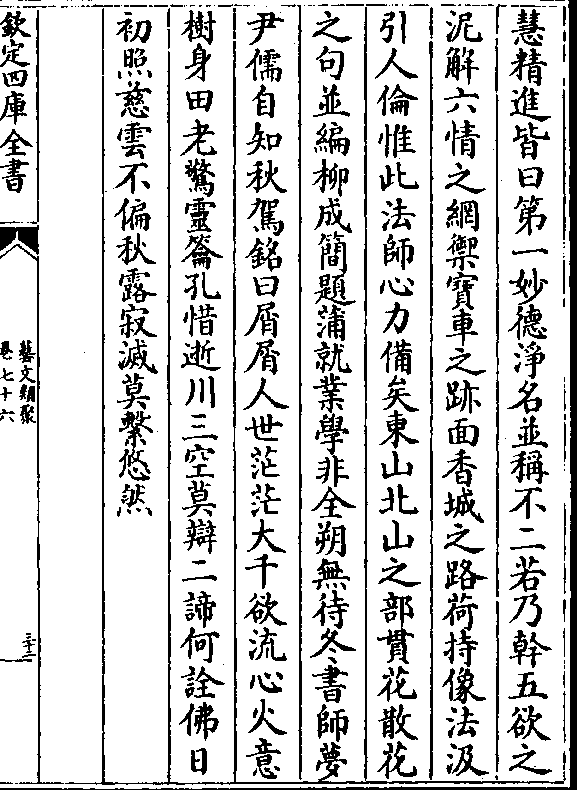 慧精進皆曰第一妙德淨名並稱不二若乃幹五欲之
泥解六情之網禦寶車之跡面香城之路荷持像法汲
引人倫惟此法師心力備矣東山北山之部貫花散花
之句並編柳成簡題蒲就業學非全朔無待冬書師夢
尹儒自知秋駕銘曰屑屑人世茫茫大千欲流心火意
樹身田老驚靈籥孔惜逝川三空莫辯二諦何詮佛日
初照慈雲不偏秋露寂滅莫繫悠然
欽定四庫全書
藝文類聚
卷七十六
三十二